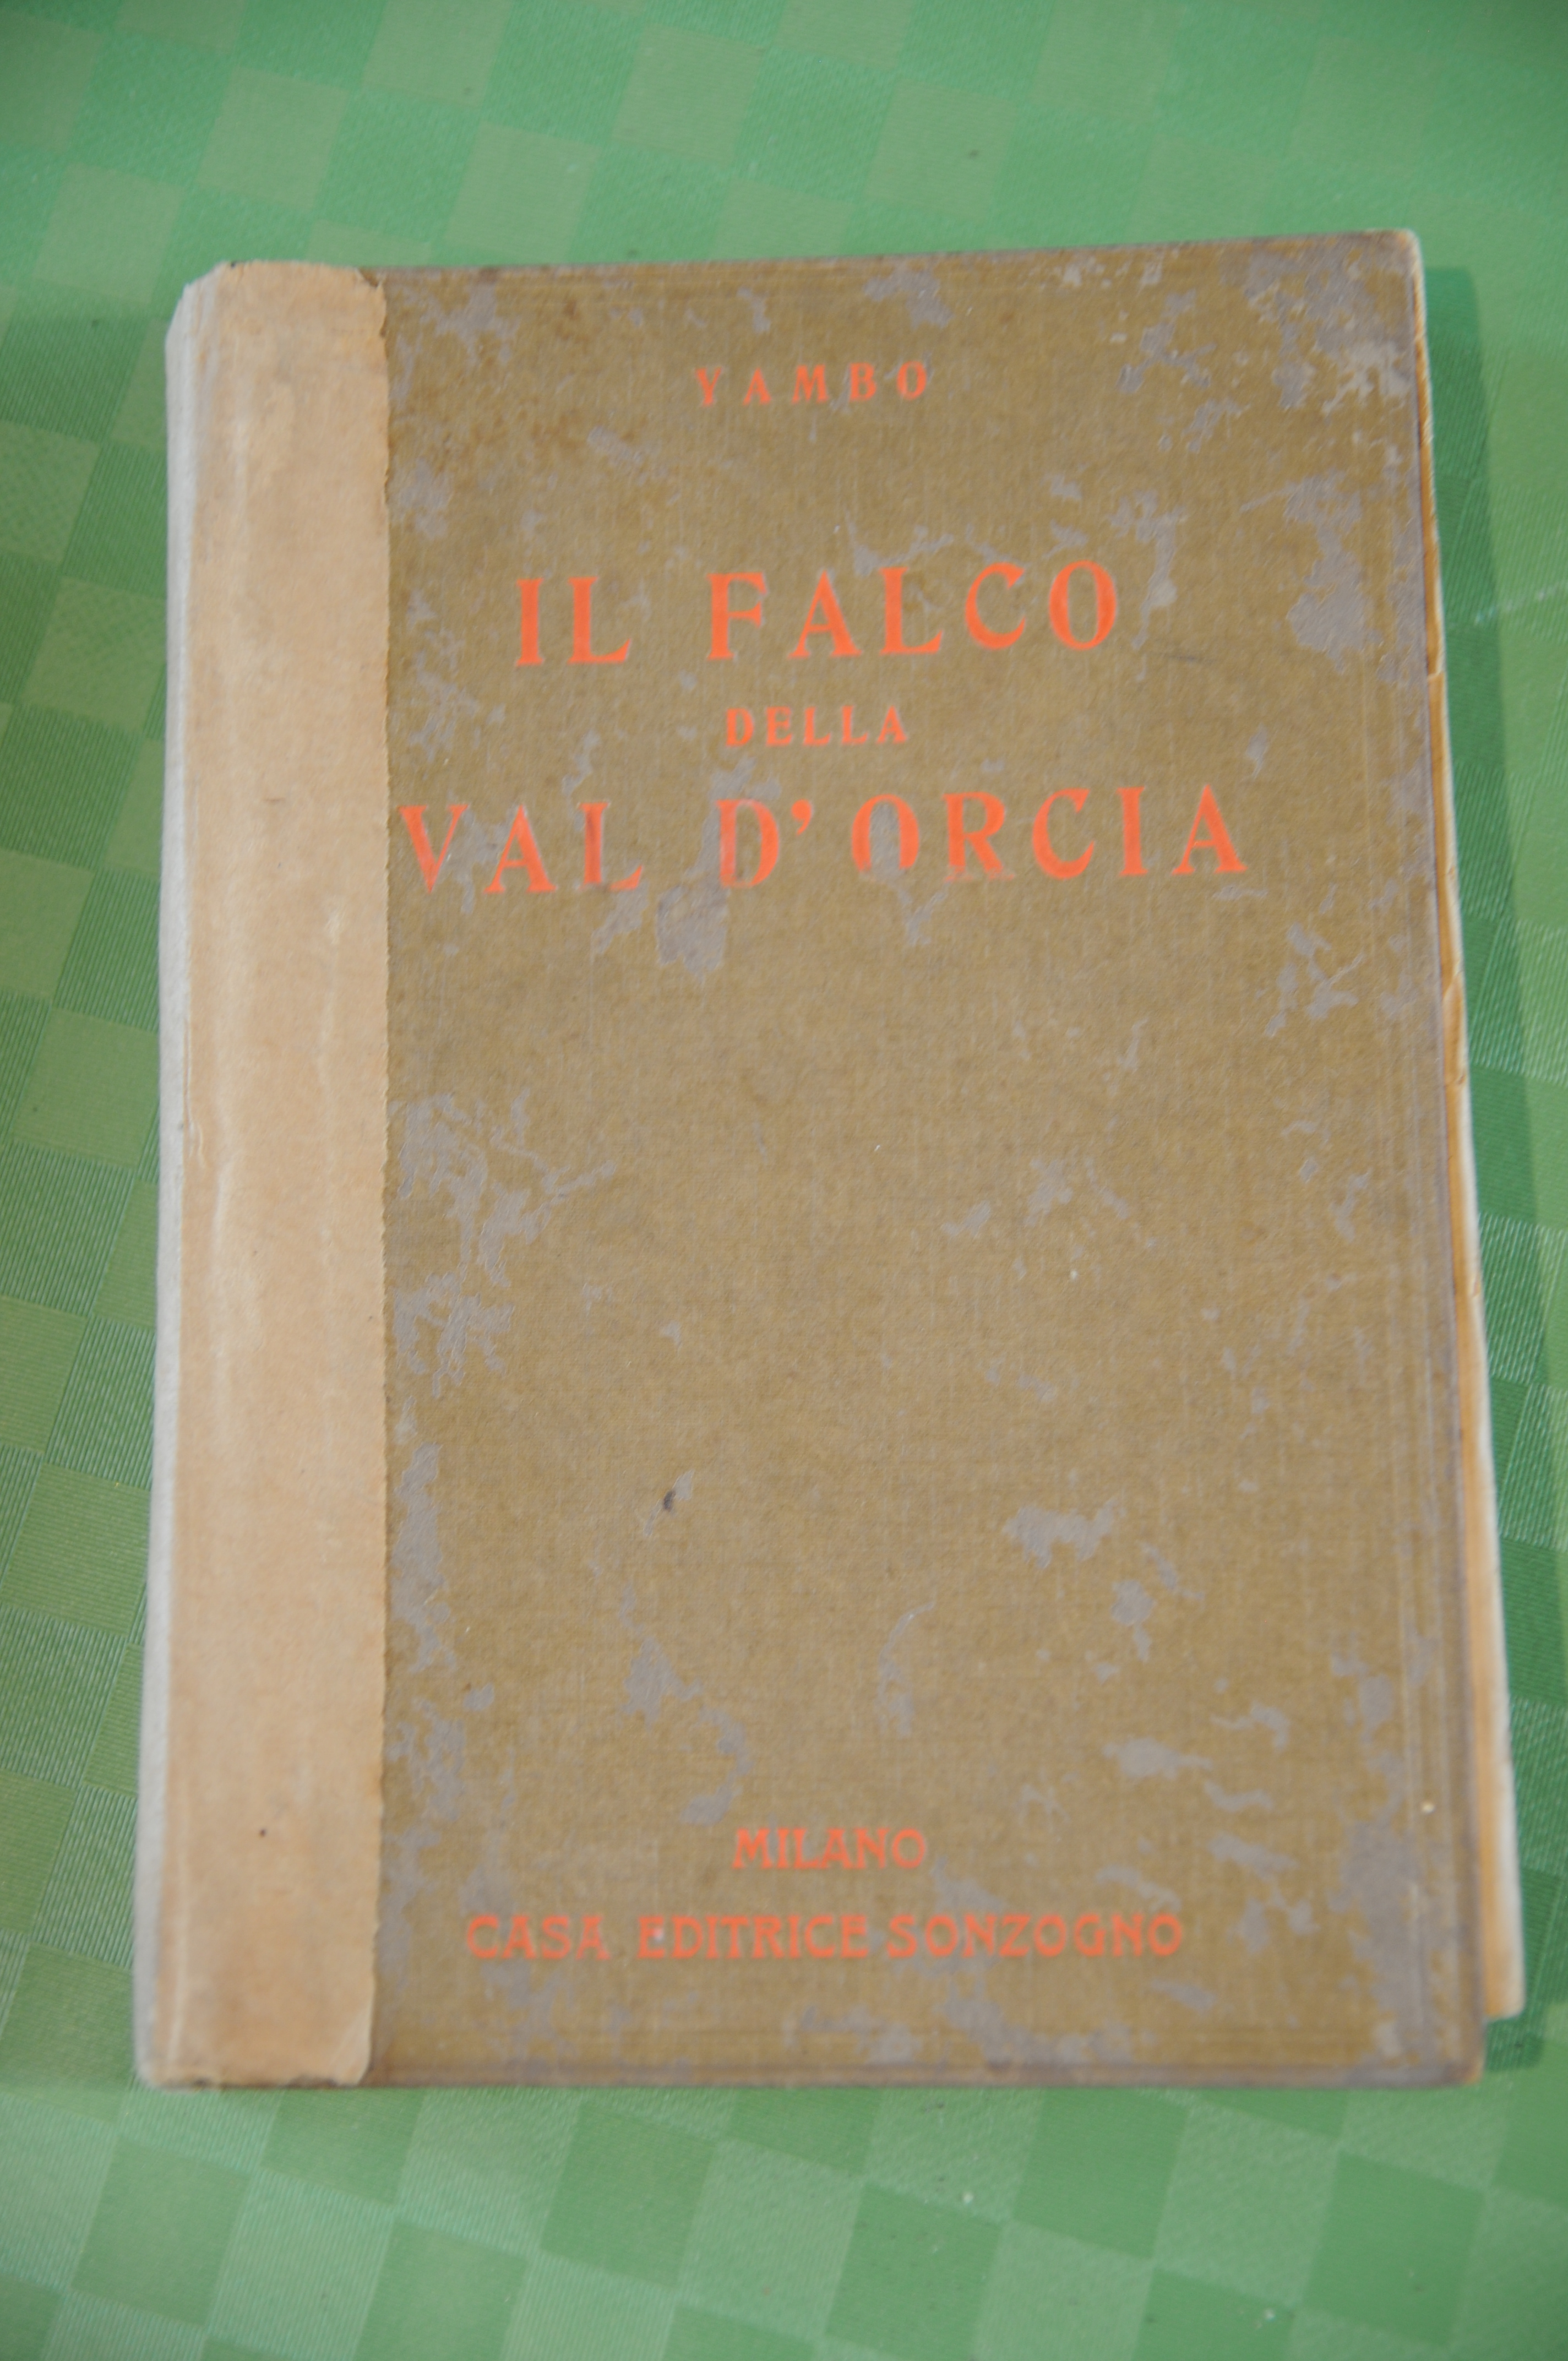 YAMBO
IL FALCO
DELLA
VAL D'ORCIA
MILANO
CASA EDITRICE SONZOGNO